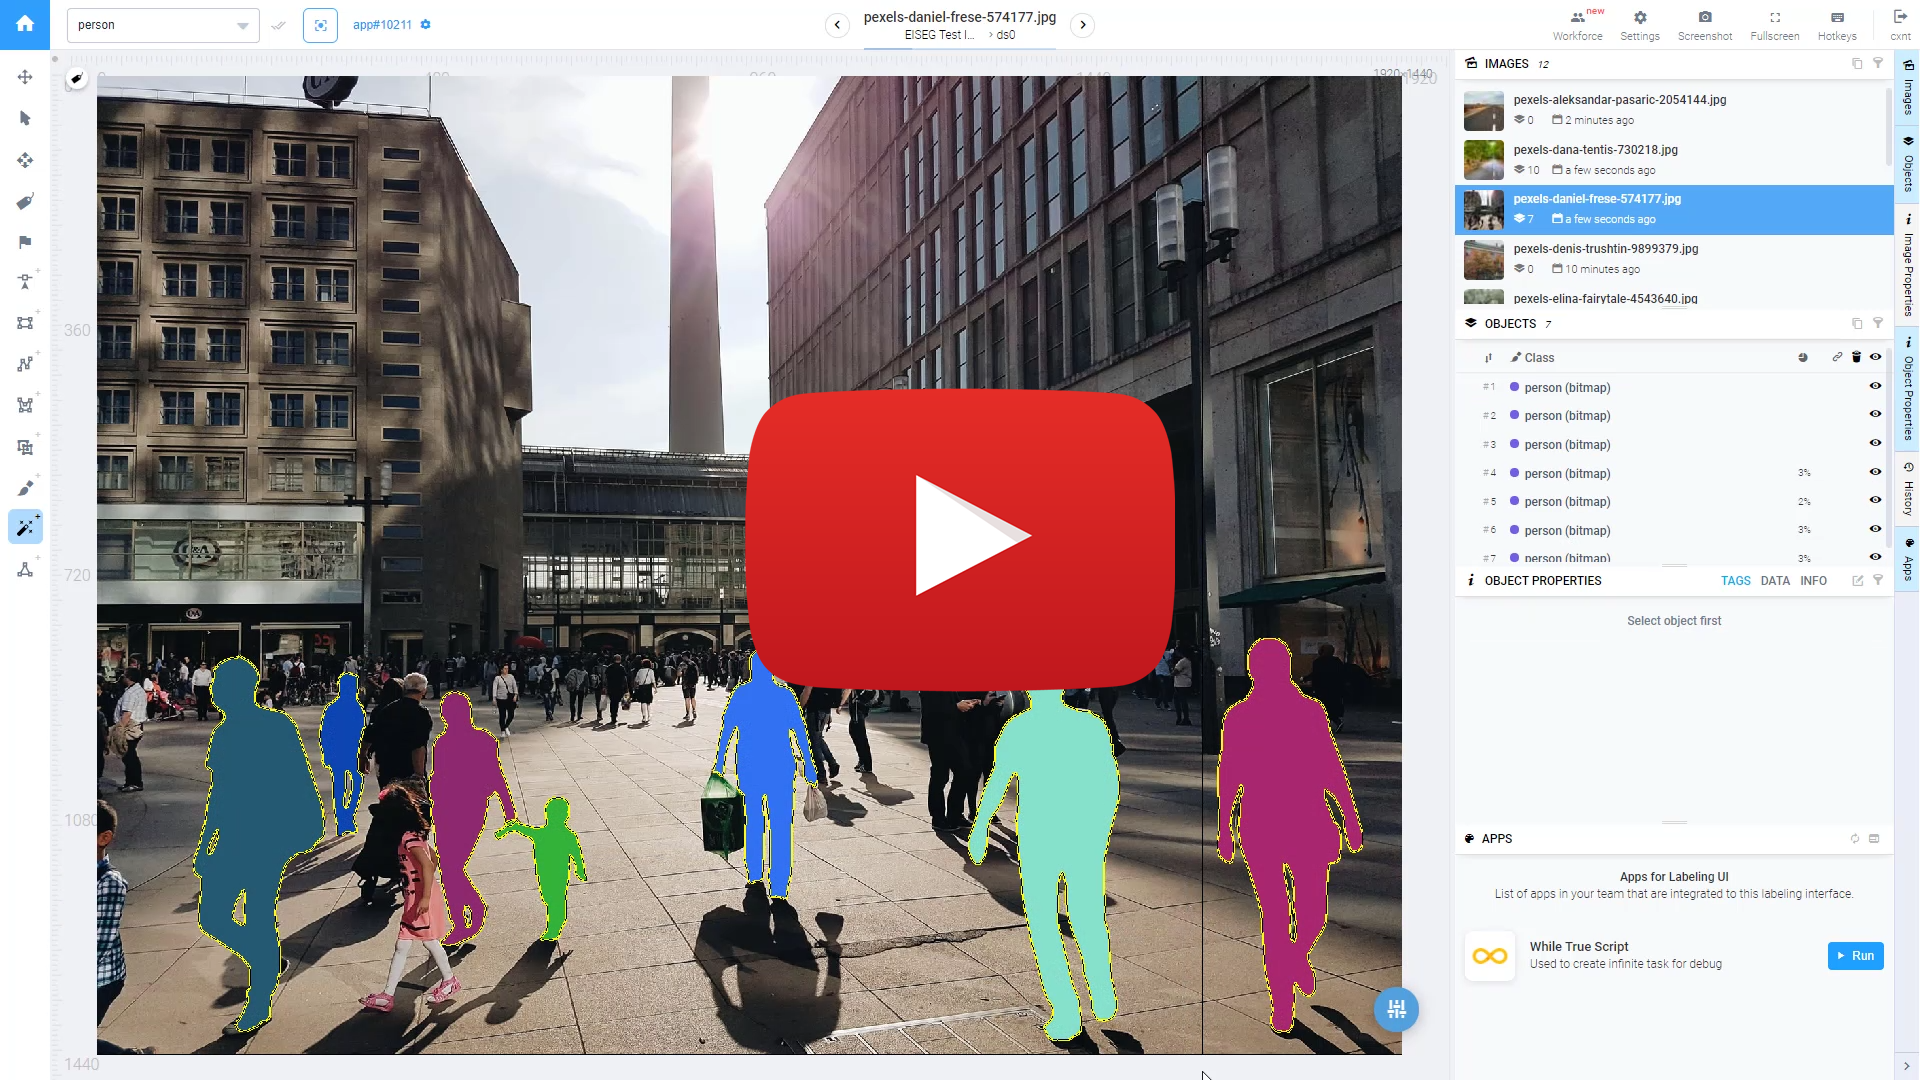 person
app#10211
pexels-daniel-frese-574177.jpg
EISEG Test I... › ds0
new
Workforce
Settings
Screenshot
Fullscreen
Hotkeys
cxnt
480
960
1440
1920x1440
1920
360
720
1080
1440
C&A
C&A
IMAGES 12
pexels-aleksandar-pasaric-2054144.jpg
0 2 minutes ago
pexels-dana-tentis-730218.jpg
10 a few seconds ago
pexels-daniel-frese-574177.jpg
7 a few seconds ago
pexels-denis-trushtin-9899379.jpg
0 10 minutes ago
pexels-elina-fairytale-4543640.jpg
OBJECTS 7
Class
#1 person (bitmap)
#2 person (bitmap)
#3 person (bitmap)
#4 person (bitmap) 3%
#5 person (bitmap) 2%
#6 person (bitmap) 3%
#7 person (bitmap) 3%
OBJECT PROPERTIES TAGS DATA INFO
Select object first
APPS
Apps for Labeling UI
List of apps in your team that are integrated to this labeling interface.
While True Script
Used to create infinite task for debug
Run
Images
Objects
Image Properties
Object Properties
History
Apps